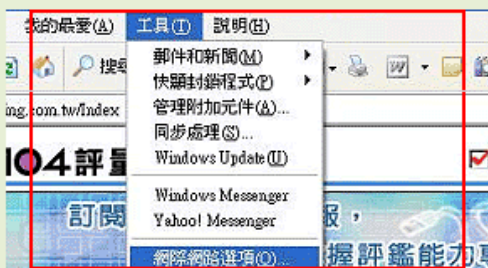 我的最愛(A) 工具(T) 說明(H)
搜
郵件和新聞(M)
快顯封鎖程式(P)
管理附加元件(A)...
同步處理(S)...
Windows Update(U)
Windows Messenger
Yahoo! Messenger
網際網路選項(O)...
ing.com.tw/Index
104評
訂閱 報，
握評鑑能力